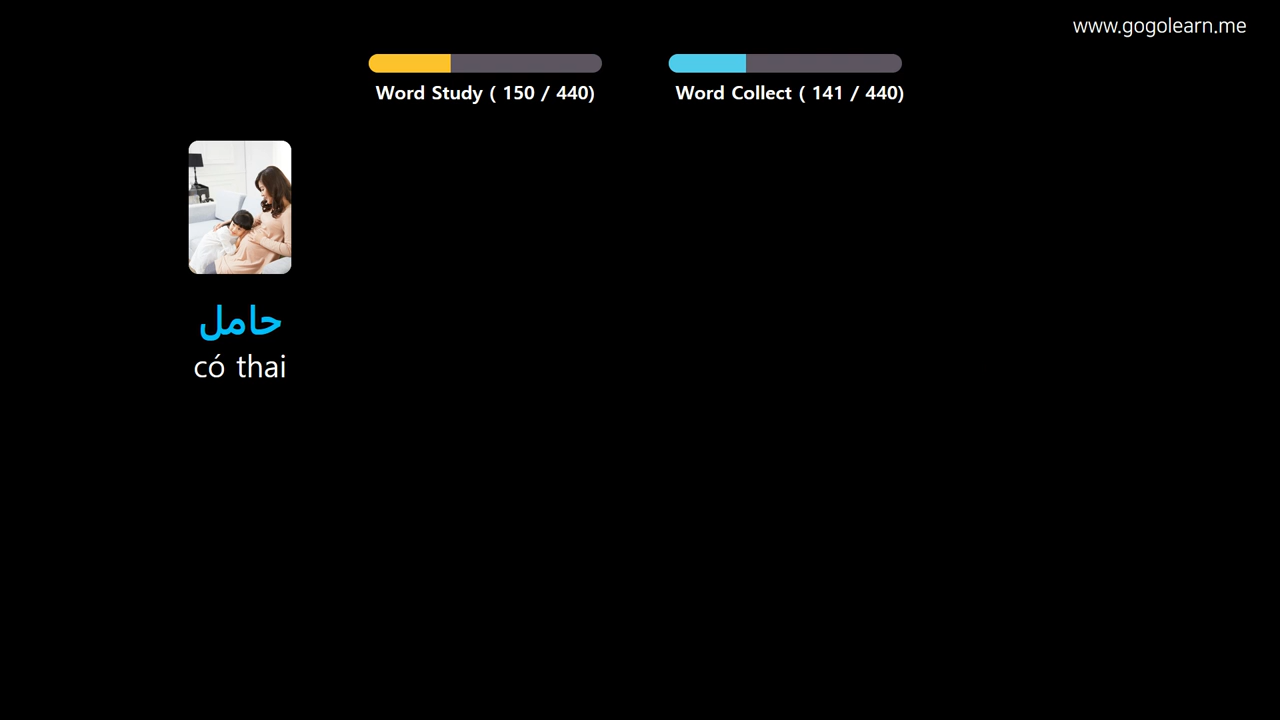 www.gogolearn.me
Word Study ( 150 / 440)
Word Collect ( 141 / 440)
حامل
có thai